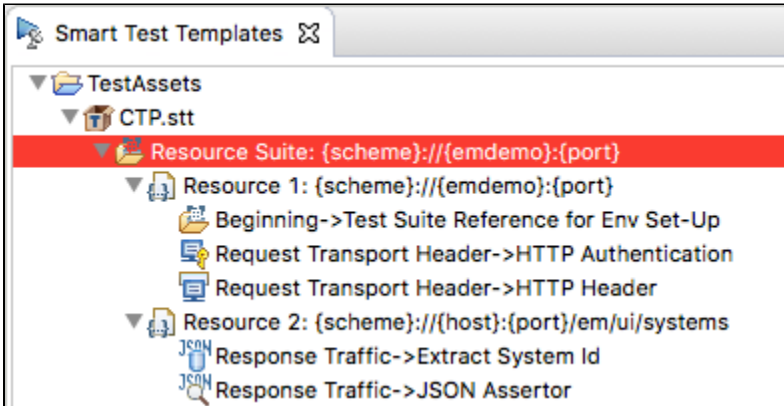 Smart Test Templates
TestAssets
CTP.stt
Resource Suite: {scheme}://{emdemo}:{port}
Resource 1: {scheme}://{emdemo}:{port}
Beginning->Test Suite Reference for Env Set-Up
Request Transport Header->HTTP Authentication
Request Transport Header->HTTP Header
Resource 2: {scheme}://{host}:{port}/em/ui/systems
JSON Response Traffic->Extract System Id
JSON Response Traffic->JSON Assertor